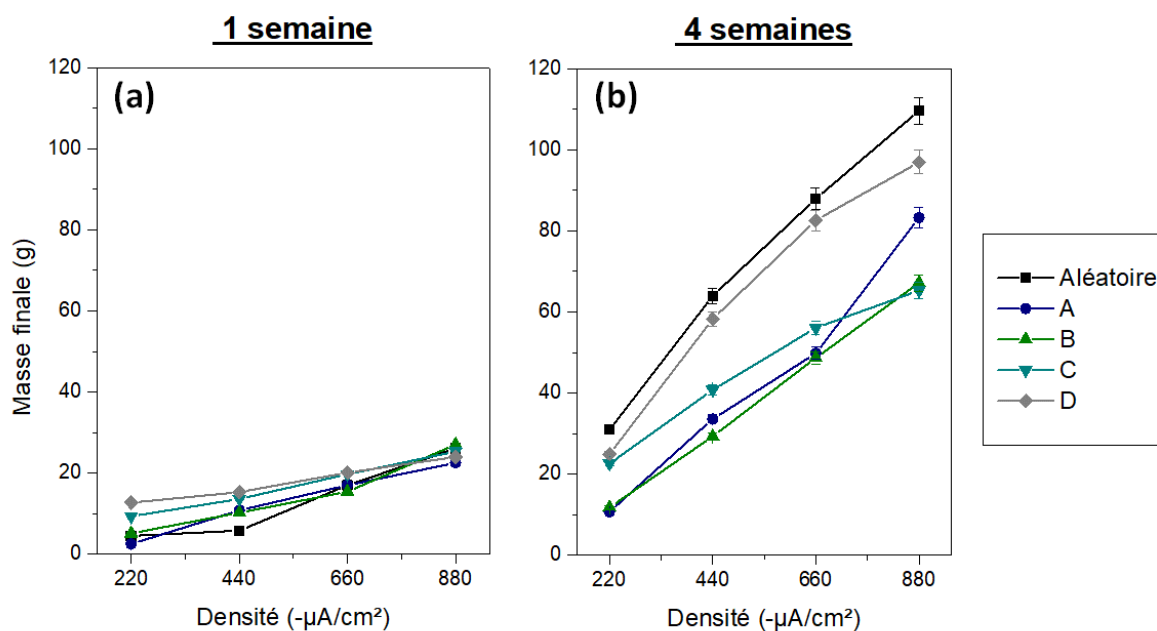 1 semaine
4 semaines
(a)
120
100
80
60
40
20
0
220 440 660 880
Masse finale (g)
Densité (-µA/cm²)
(b)
120
100
80
60
40
20
0
220 440 660 880
Densité (-µA/cm²)
Aléatoire
A
B
C
D